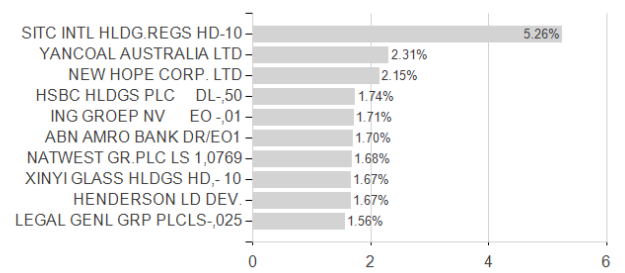 SITC INTL HLDG.REGS HD-10 5.26%
YANCOAL AUSTRALIA LTD 2.31%
NEW HOPE CORP. LTD 2.15%
HSBC HLDGS PLC DL-,50 1.74%
ING GROEP NV EO -,01 1.71%
ABN AMRO BANK DR/EO1 1.70%
NATWEST GR.PLC LS 1,0769 1.68%
XINYI GLASS HLDGS HD,- 10 1.67%
HENDERSON LD DEV. 1.67%
LEGAL GENL GRP PLCLS-,025 1.56%
0 2 4 6